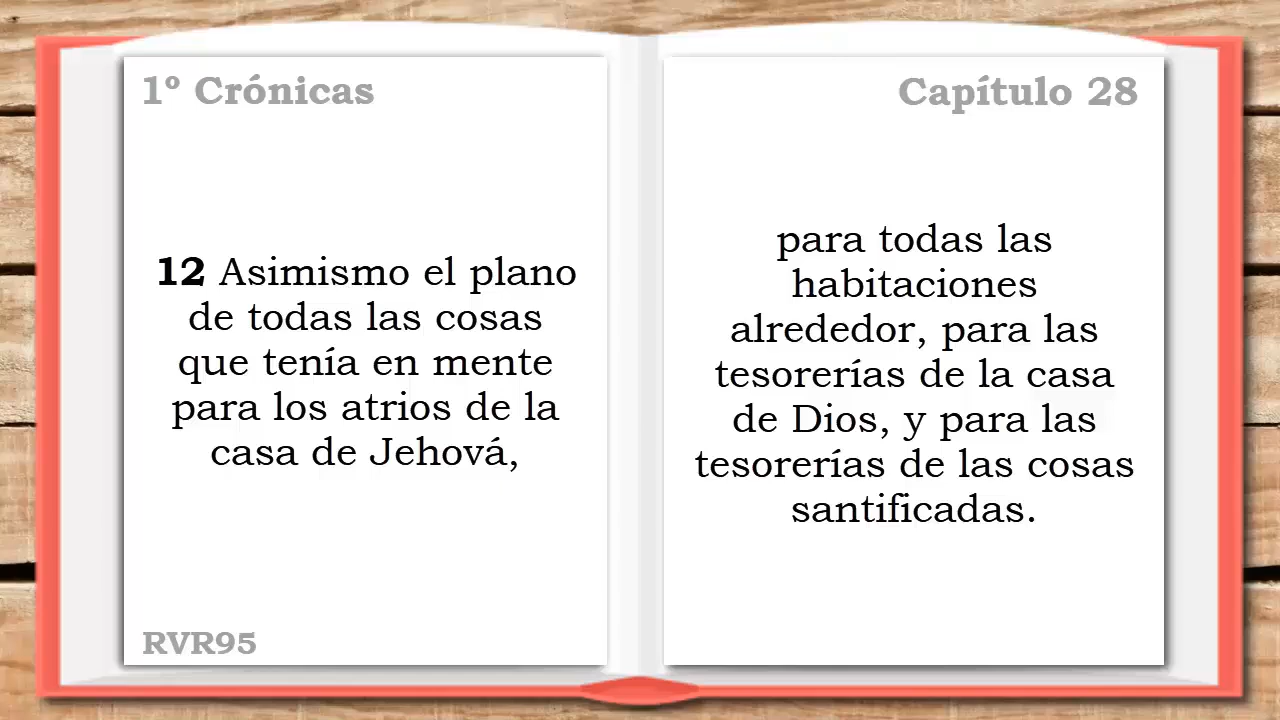 1º Crónicas
12 Asimismo el plano
de todas las cosas
que tenía en mente
para los atrios de la
casa de Jehová,
RVR95
Capítulo 28
para todas las
habitaciones
alrededor, para las
tesorerías de la casa
de Dios, y para las
tesorerías de las cosas
santificadas.